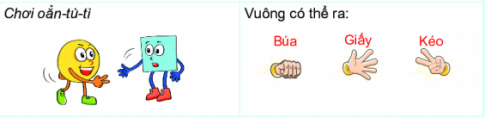 Chơi oẳn-tù-tì
Vuông có thể ra:
Búa Giấy Kéo